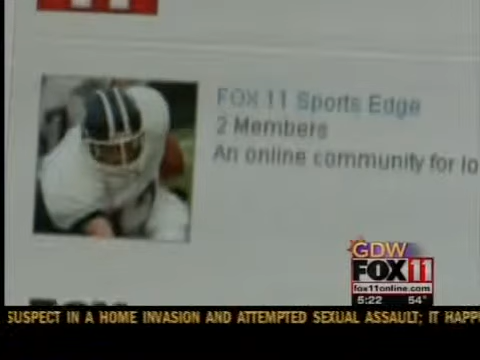 11
FOX 11 Sports Edge
2 Members
An online community for lo
GDW
FOX 11
fox11online.com
5:22 54°
SUSPECT IN A HOME INVASION AND ATTEMPTED SEXUAL ASSAULT; IT HAPP